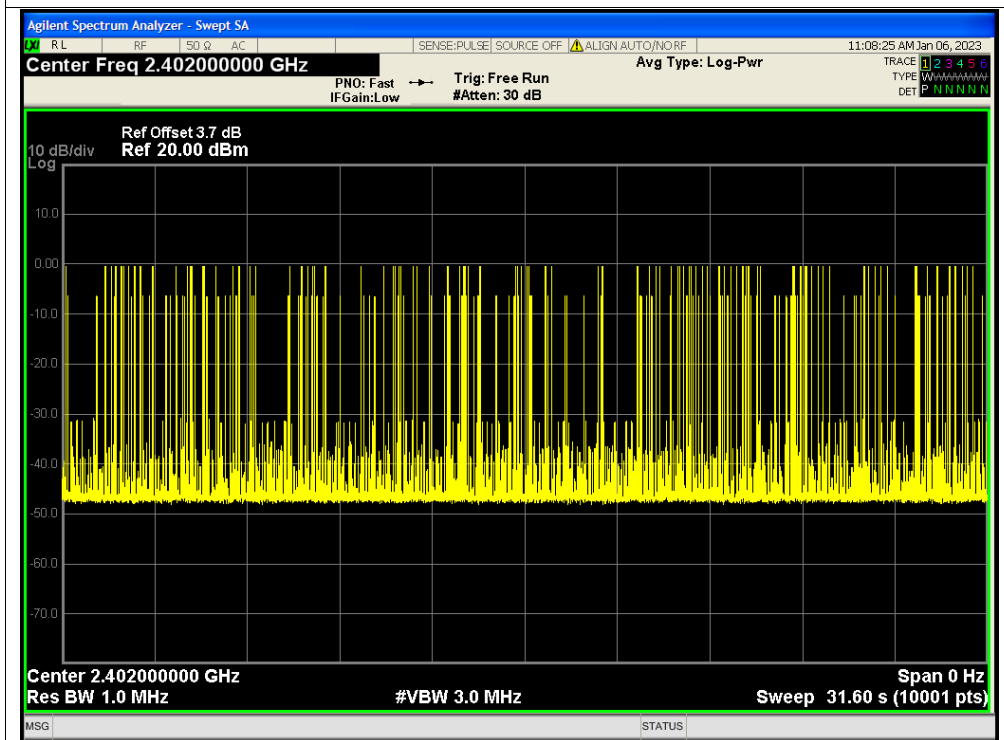 Agilent Spectrum Analyzer - Swept SA
LXI RL RF 50 Ω AC SENSE:PULSE SOURCE OFF ALIGN AUTO/NO RF 11:08:25 AM Jan 06, 2023
Center Freq 2.402000000 GHz Avg Type: Log-Pwr TRACE 1 2 3 4 5 6
PNO: Fast Trig: Free Run TYPE WWWWWW
IFGain:Low #Atten: 30 dB DET P N N N N N
Ref Offset 3.7 dB
10 dB/div Ref 20.00 dBm
Log
10.0
0.00
-10.0
-20.0
-30.0
-40.0
-50.0
-60.0
-70.0
Center 2.402000000 GHz Span 0 Hz
Res BW 1.0 MHz #VBW 3.0 MHz Sweep 31.60 s (10001 pts)
MSG STATUS